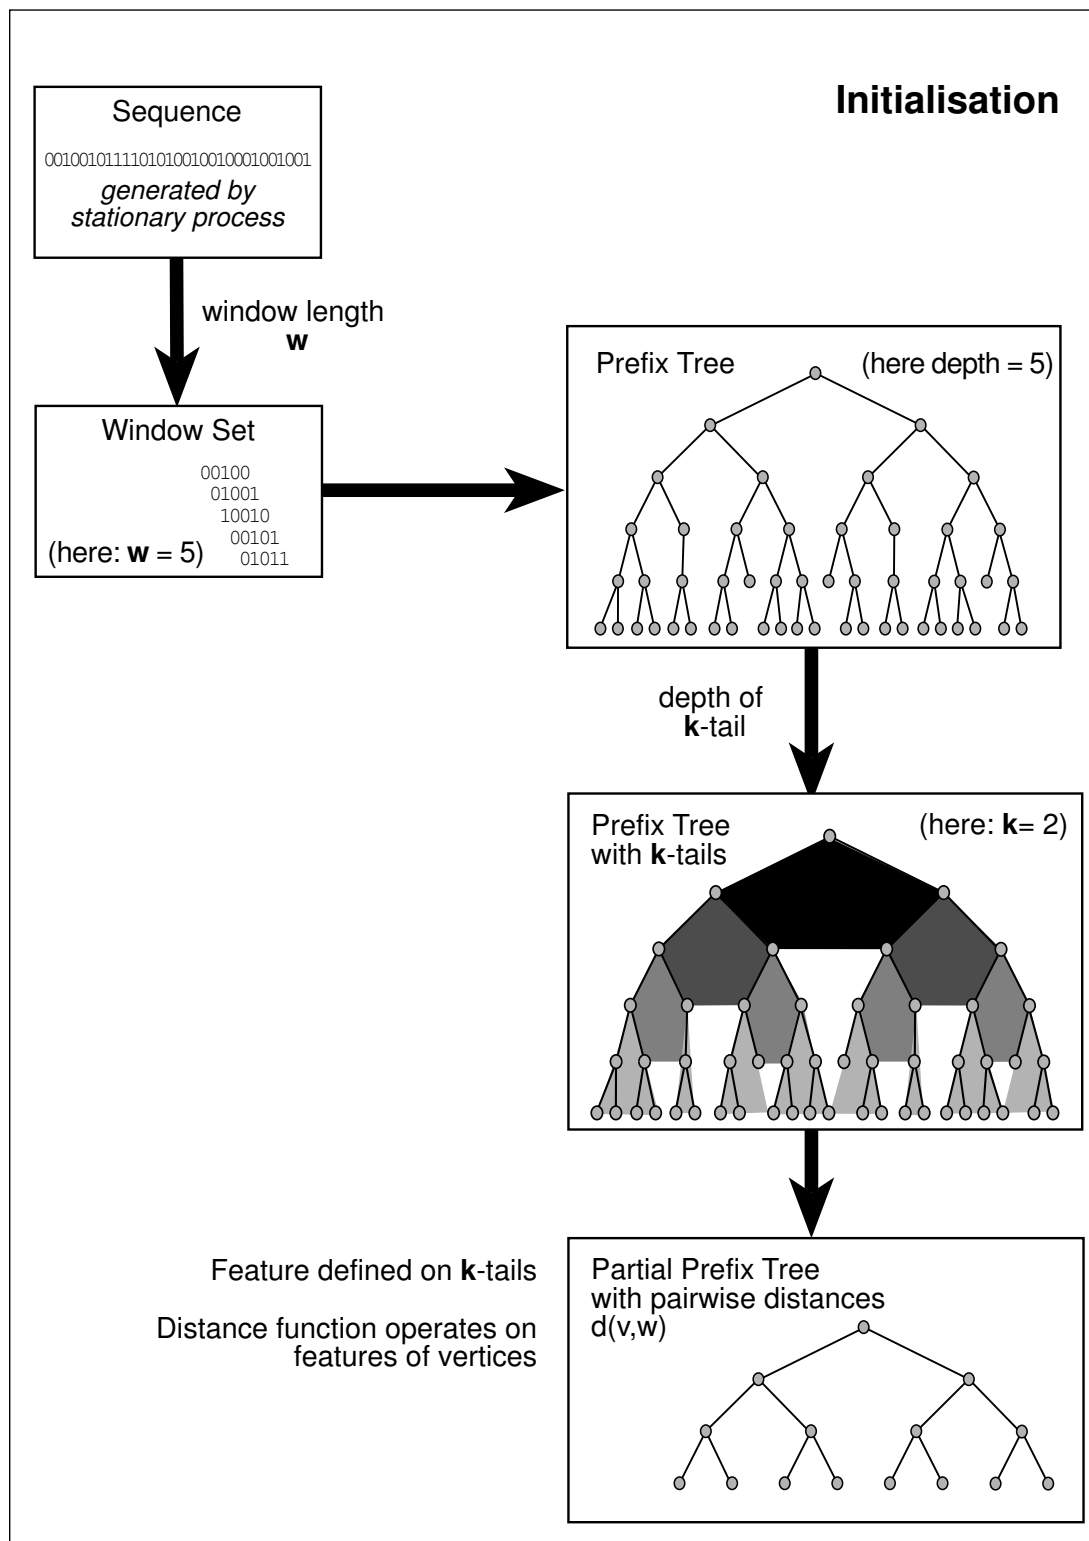 Initialisation
Sequence
0010010111101010010010001001001
generated by
stationary process
window length
w
Window Set
00100
01001
10010
00101
01011
(here: w = 5)
Prefix Tree
(here depth = 5)
depth of
k-tail
Prefix Tree
with k-tails
(here: k= 2)
Feature defined on k-tails
Distance function operates on
features of vertices
Partial Prefix Tree
with pairwise distances
d(v,w)